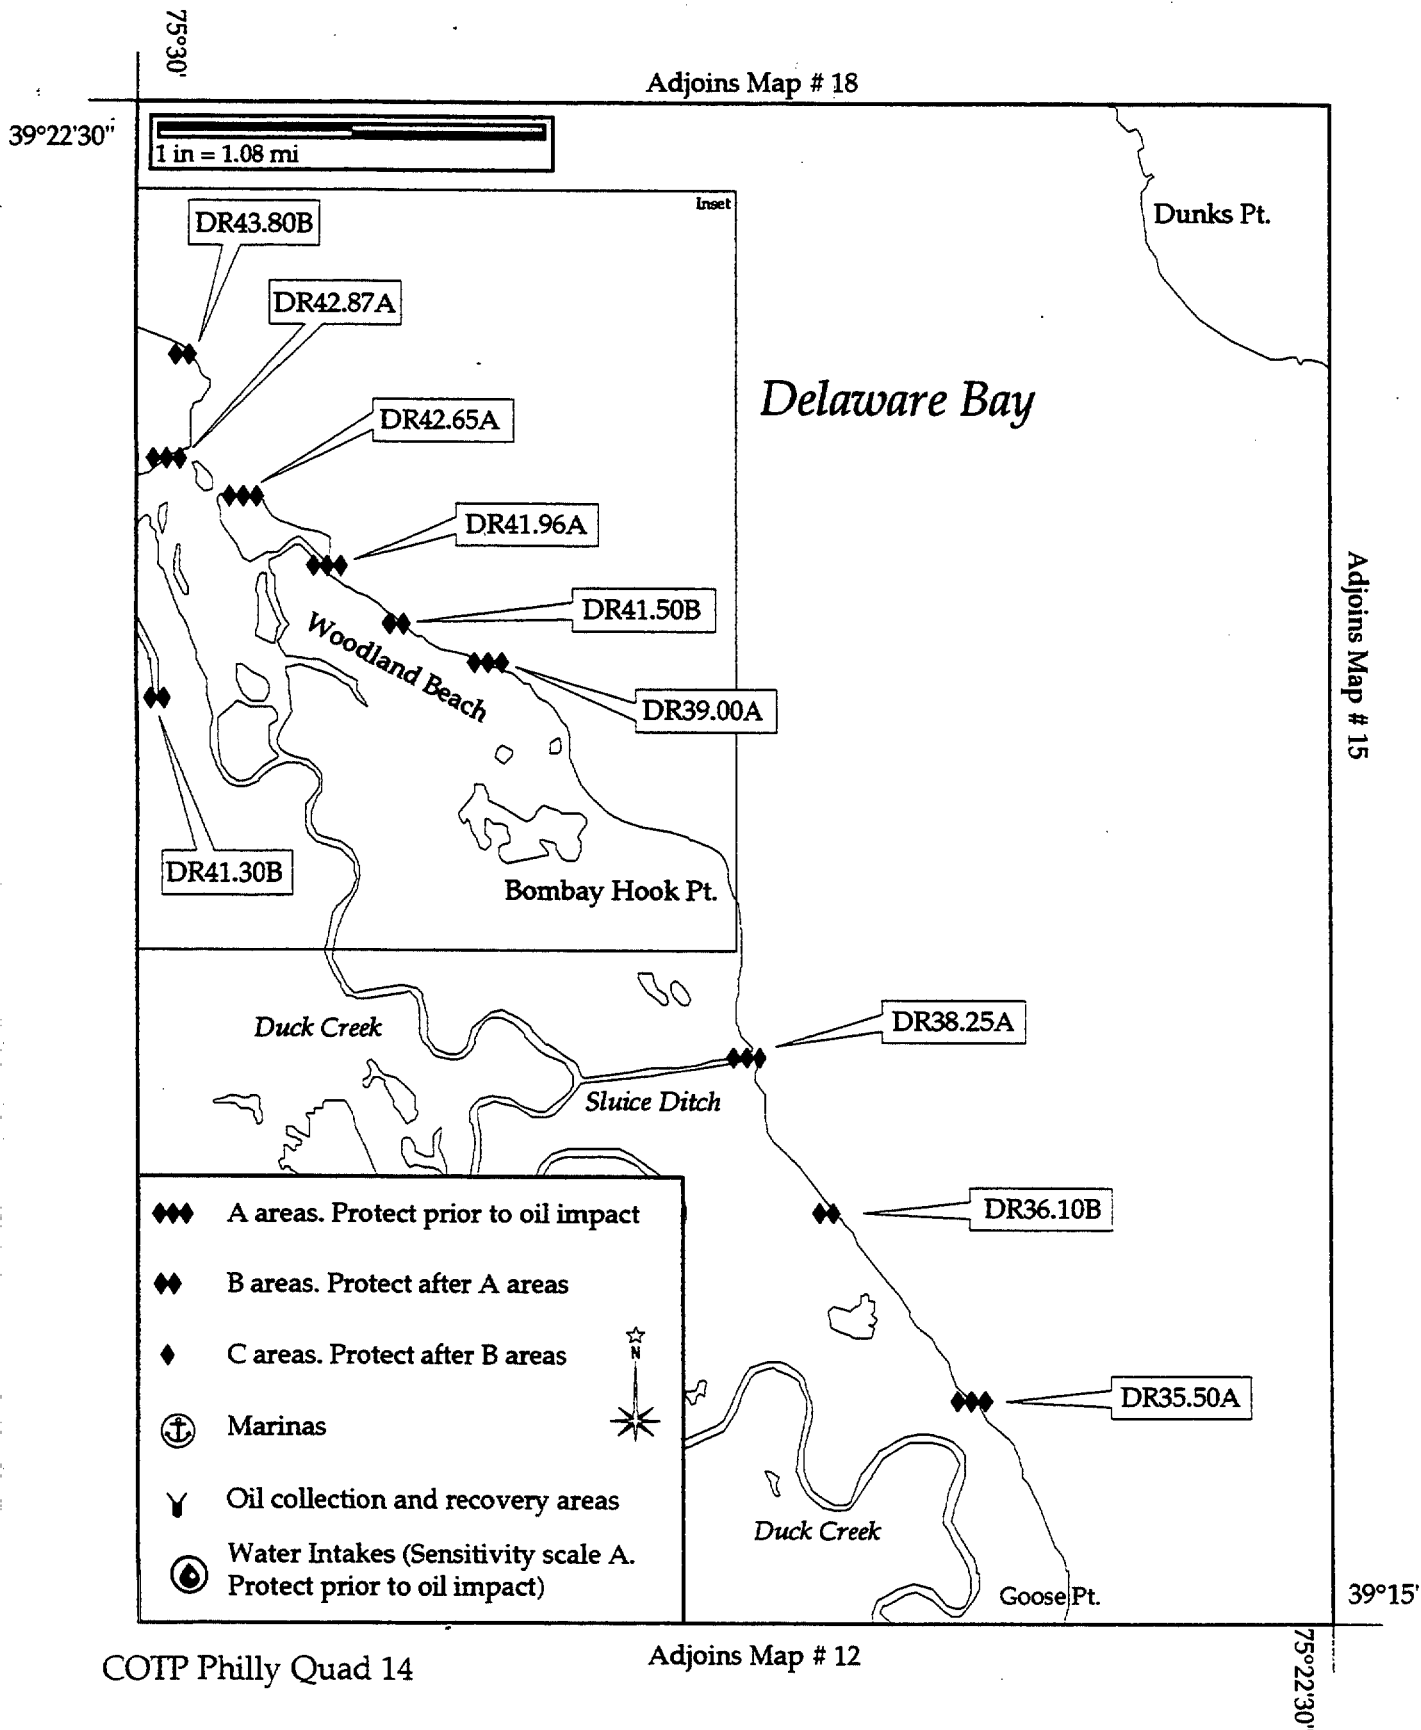 75°30'
Adjoins Map # 18
39°22'30"
1 in = 1.08 mi
Inset
DR43.80B
Dunks Pt.
DR42.87A
Delaware Bay
DR42.65A
DR41.96A
Adjoins Map # 15
DR41.50B
Woodland Beach
DR39.00A
DR41.30B
Bombay Hook Pt.
Duck Creek
DR38.25A
Sluice Ditch
A areas. Protect prior to oil impact
DR36.10B
B areas. Protect after A areas
C areas. Protect after B areas
N
DR35.50A
Marinas
Oil collection and recovery areas
Duck Creek
Water Intakes (Sensitivity scale A.
Protect prior to oil impact)
Goose Pt.
39°15'
COTP Philly Quad 14
Adjoins Map # 12
75°22'30'